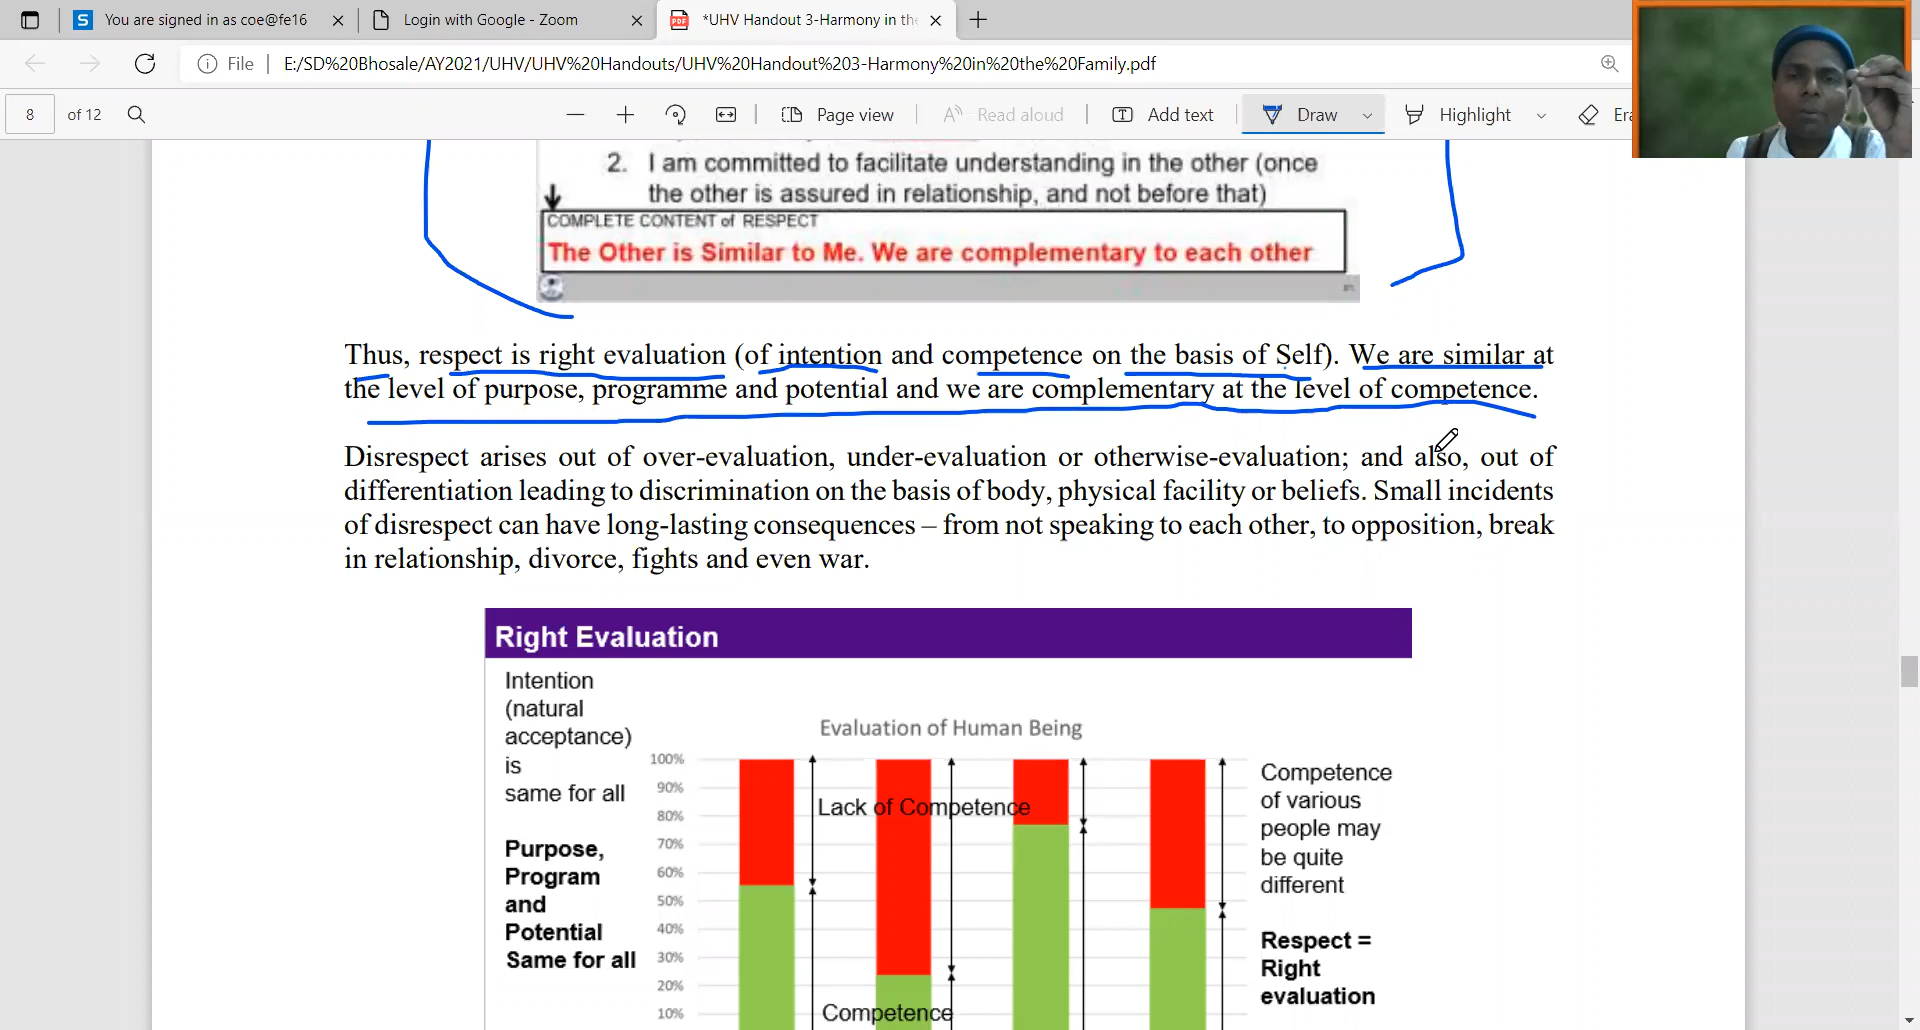 You are signed in as coe@fe16
Login with Google - Zoom
*UHV Handout 3-Harmony in the
File
E:/SD%20Bhosale/AY2021/UHV/UHV%20Handouts/UHV%20Handout%203-Harmony%20in%20the%20Family.pdf
8 of 12
Page view
Read aloud
Add text
Draw
Highlight
2. I am committed to facilitate understanding in the other (once
the other is assured in relationship, and not before that)
COMPLETE CONTENT of RESPECT
The Other is Similar to Me. We are complementary to each other
Thus, respect is right evaluation (of intention and competence on the basis of Self). We are similar at
the level of purpose, programme and potential and we are complementary at the level of competence.
Disrespect arises out of over-evaluation, under-evaluation or otherwise-evaluation; and also, out of
differentiation leading to discrimination on the basis of body, physical facility or beliefs. Small incidents
of disrespect can have long-lasting consequences – from not speaking to each other, to opposition, break
in relationship, divorce, fights and even war.
Right Evaluation
Intention
(natural
acceptance)
is
same for all
Purpose,
Program
and
Potential
Same for all
Evaluation of Human Being
100%
90%
80%
70%
60%
50%
40%
30%
20%
10%
Lack of Competence
Competence
Competence
of various
people may
be quite
different
Respect =
Right
evaluation